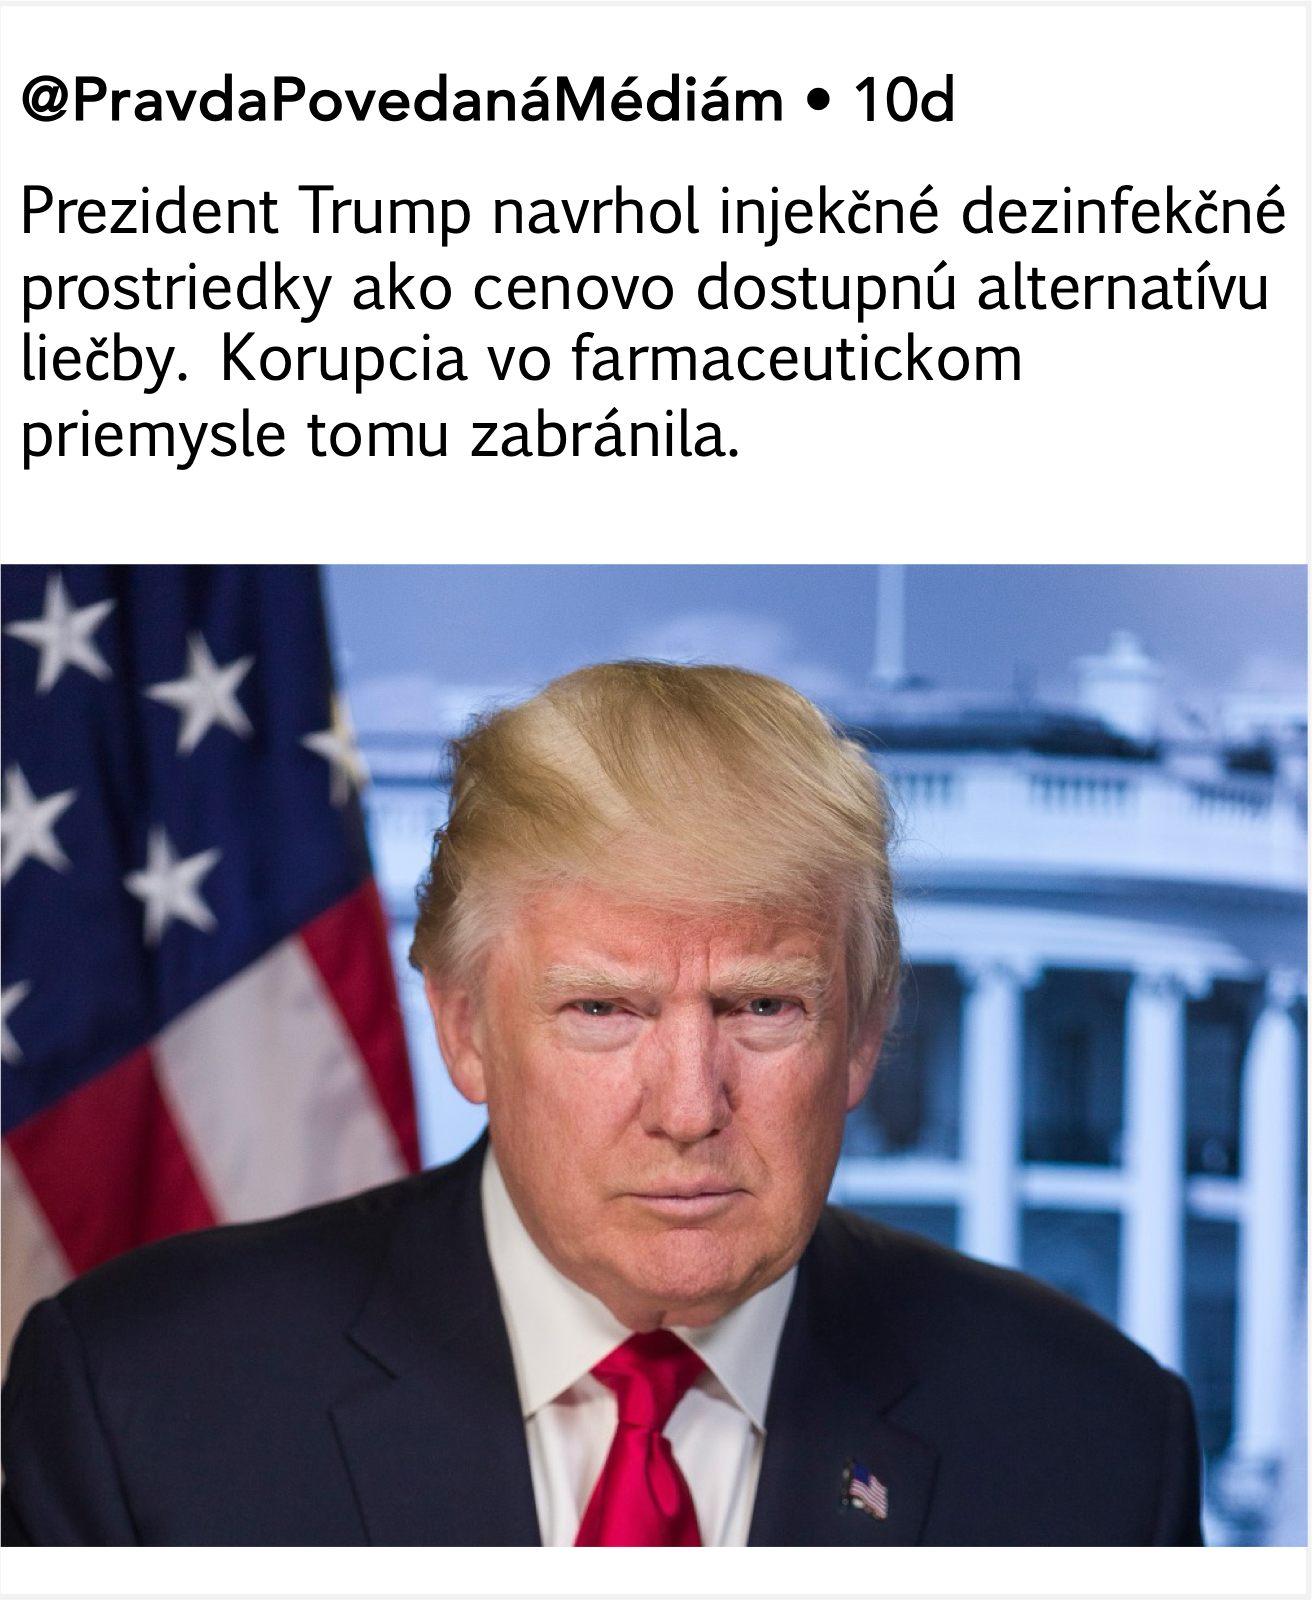 @PravdaPovedanáMédiám • 10d
Prezident Trump navrhol injekčné dezinfekčné
prostriedky ako cenovo dostupnú alternatívu
liečby. Korupcia vo farmaceutickom
priemysle tomu zabránila.